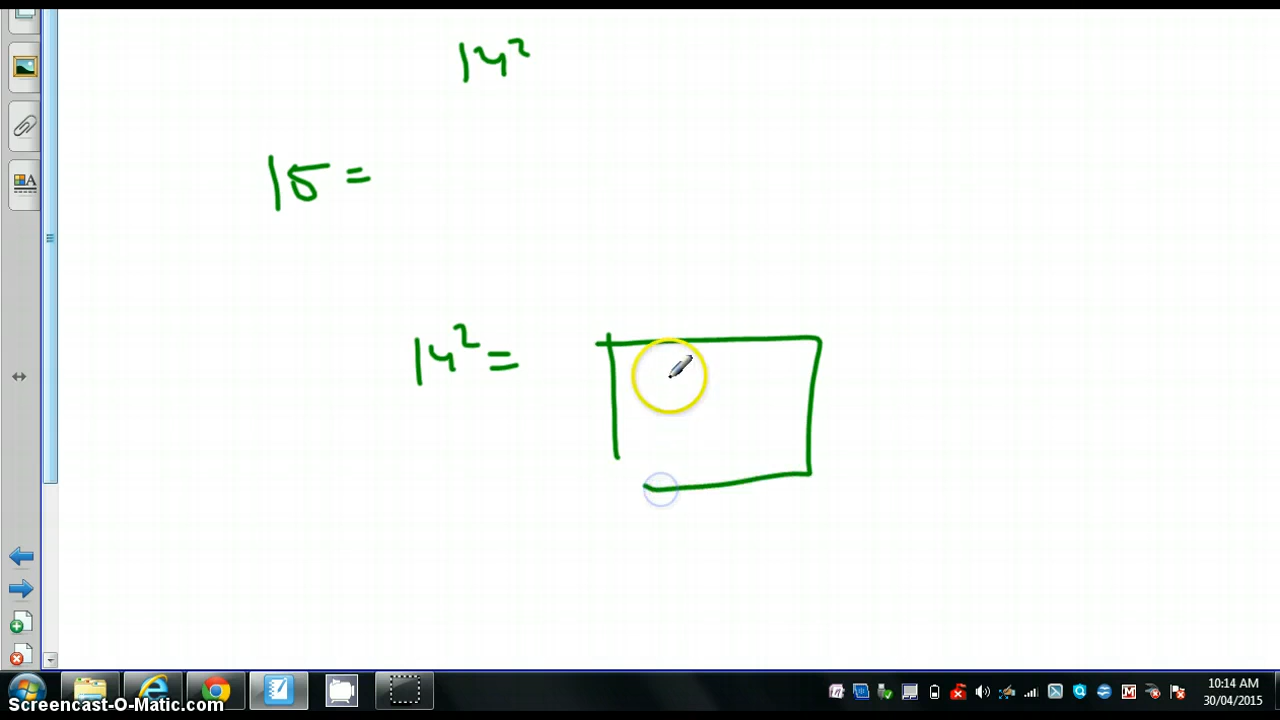 14²
15=
14²=
10:14 AM
30/04/2015
Screencast-O-Matic.com